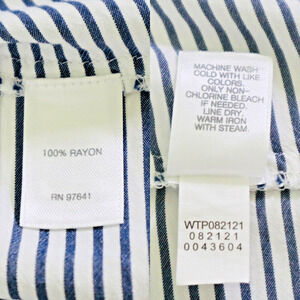 100% RAYON
RN 97641
MACHINE WASH
COLD WITH LIKE
COLORS.
ONLY NON-
CHLORINE BLEACH
IF NEEDED.
LINE DRY.
WARM IRON
WITH STEAM.
WTP082121
082121
0043604